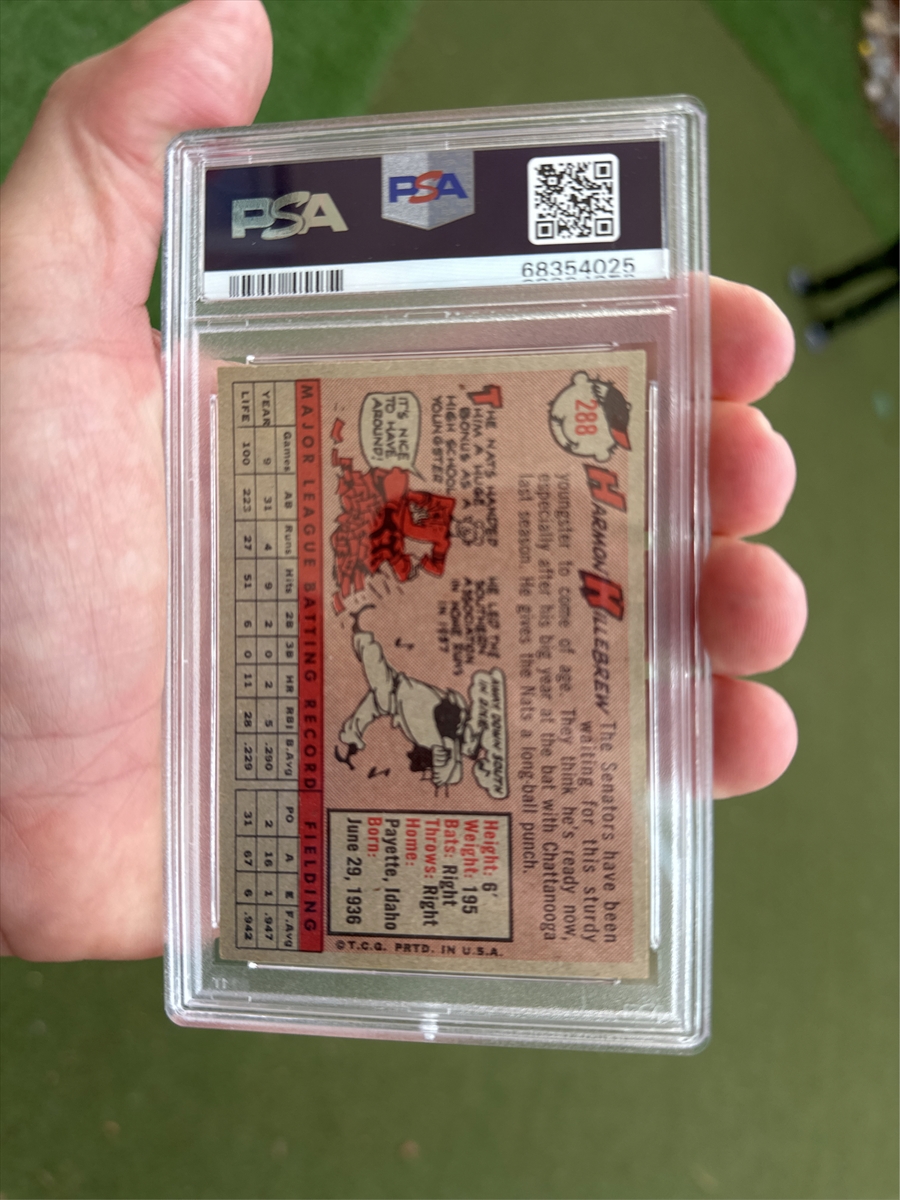 PSA
PSA
68354025
288
HARMON KILLEBREW
The Senators have been
waiting for this sturdy
youngster to come of age. They think he's ready now,
especially after his big year at the bat with Chattanooga
last season. He gives the Nats a long-ball punch.
THE NATS HANDED
HIM A HUGE
BONUS AS A
HIGH SCHOOL
YOUNGSTER
IT'S NICE
TO HAVE
AROUND!
HE LED THE
SOUTHERN
ASSOCIATION
IN HOME RUNS
IN 1957
AWAY DOWN SOUTH
IN DIXIE
Height: 6'
Weight: 195
Bats: Right
Throws: Right
Home:
Payette, Idaho
Born:
June 29, 1936
MAJOR LEAGUE BATTING RECORD FIELDING
Games AB Runs Hits 2B 3B HR RBI B.Avg PO A E F.Avg
YEAR 9 31 4 9 2 0 2 5 .290 2 16 1 .947
LIFE 100 223 27 51 6 0 11 28 .229 31 67 6 .942
©T.C.G. PRTD. IN U.S.A.